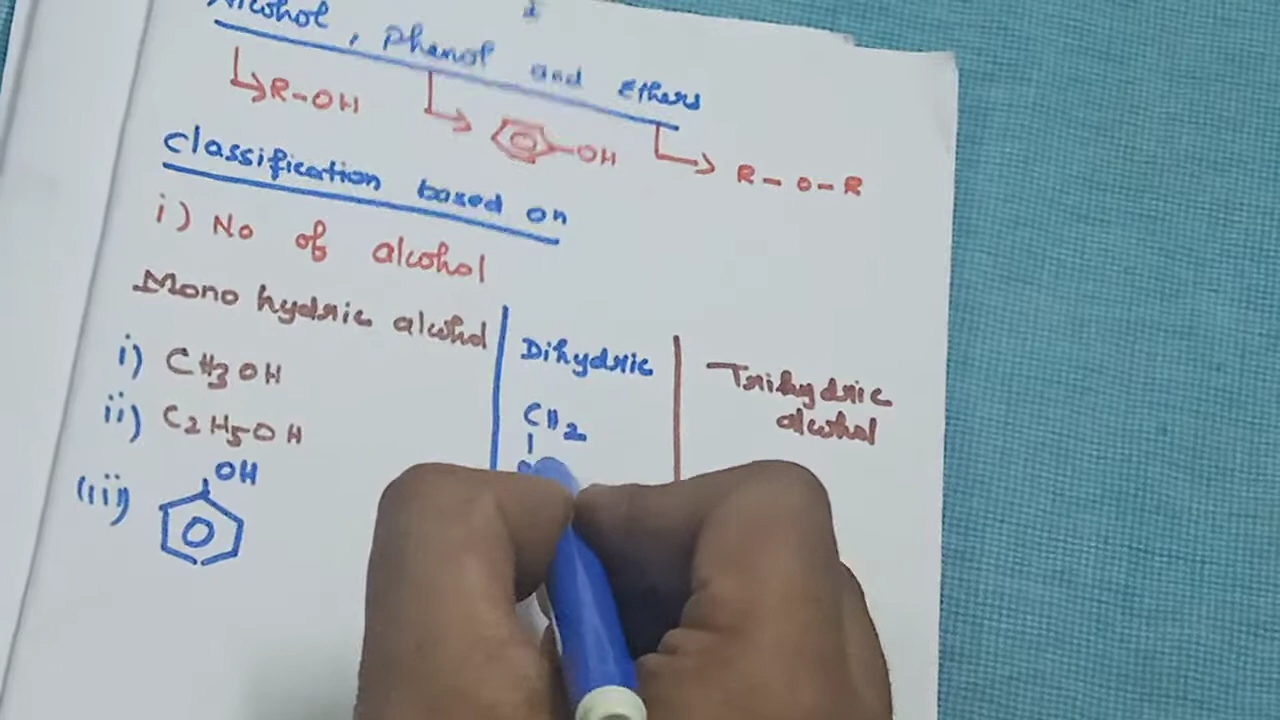 Alcohol, Phenol and Ethers
R-OH
-OH
R-O-R
Classification based on
i) No of alcohol
Mono hydric alcohol
Dihydric
Trihydric
alcohol
i) CH3OH
ii) C2H5OH
CH2
(iii)
OH